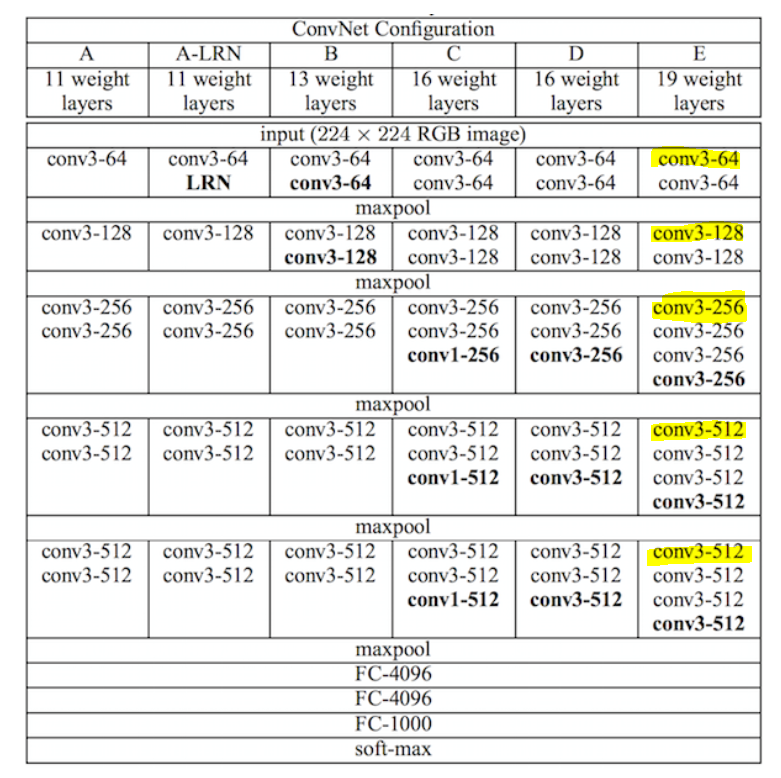 ConvNet Configuration
A A-LRN B C D E
11 weight 11 weight 13 weight 16 weight 16 weight 19 weight
layers layers layers layers layers layers
input (224 × 224 RGB image)
conv3-64 conv3-64 conv3-64 conv3-64 conv3-64 conv3-64
LRN conv3-64 conv3-64 conv3-64 conv3-64
maxpool
conv3-128 conv3-128 conv3-128 conv3-128 conv3-128 conv3-128
conv3-128 conv3-128 conv3-128 conv3-128
maxpool
conv3-256 conv3-256 conv3-256 conv3-256 conv3-256 conv3-256
conv3-256 conv3-256 conv3-256 conv3-256 conv3-256 conv3-256
conv1-256 conv3-256 conv3-256
conv3-256
maxpool
conv3-512 conv3-512 conv3-512 conv3-512 conv3-512 conv3-512
conv3-512 conv3-512 conv3-512 conv3-512 conv3-512 conv3-512
conv1-512 conv3-512 conv3-512
conv3-512
maxpool
conv3-512 conv3-512 conv3-512 conv3-512 conv3-512 conv3-512
conv3-512 conv3-512 conv3-512 conv3-512 conv3-512 conv3-512
conv1-512 conv3-512 conv3-512
conv3-512
maxpool
FC-4096
FC-4096
FC-1000
soft-max